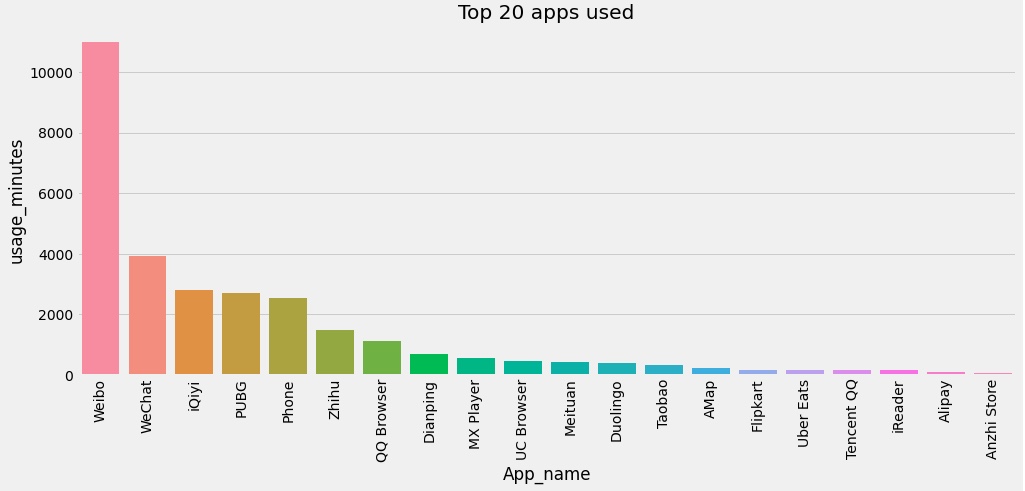 Top 20 apps used
usage_minutes
10000
8000
6000
4000
2000
0
Weibo
WeChat
iQiyi
PUBG
Phone
Zhihu
QQ Browser
Dianping
MX Player
UC Browser
Meituan
Duolingo
Taobao
AMap
Flipkart
Uber Eats
Tencent QQ
iReader
Alipay
Anzhi Store
App_name